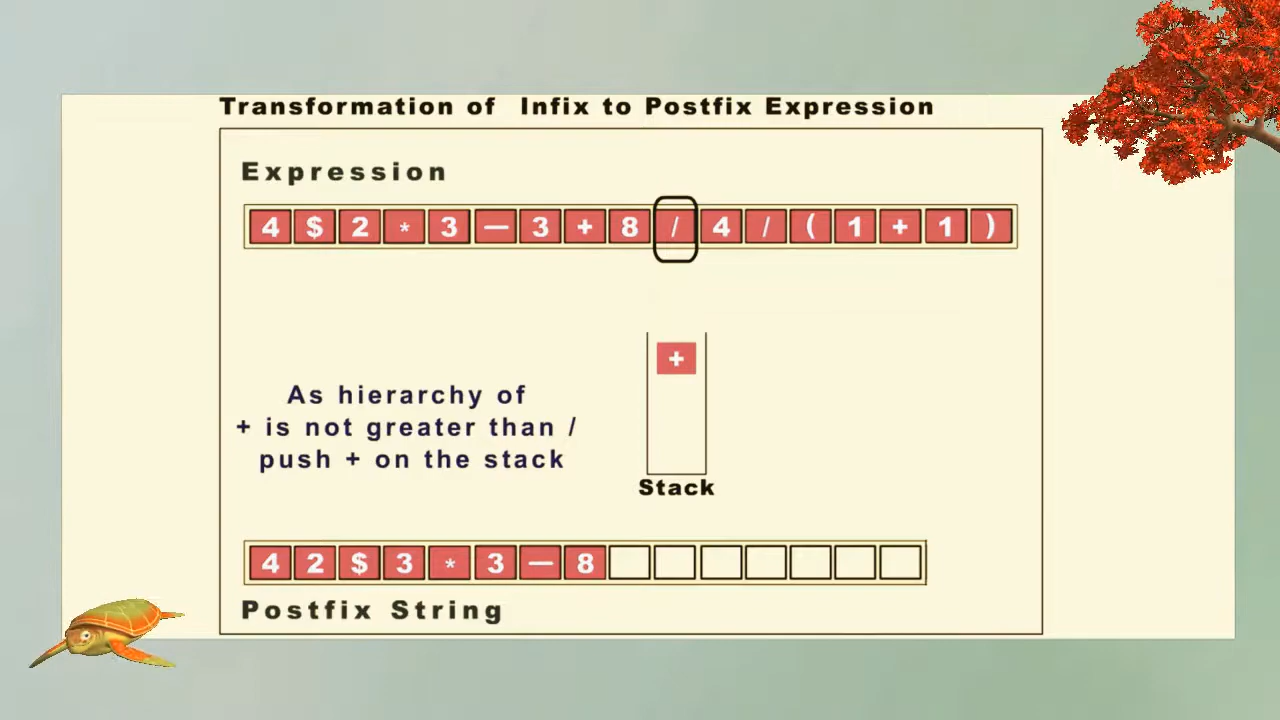 Transformation of Infix to Postfix Expression
Expression
4 $ 2 * 3 — 3 + 8 / 4 / ( 1 + 1 )
+
As hierarchy of
+ is not greater than /
push + on the stack
Stack
4 2 $ 3 * 3 — 8
Postfix String